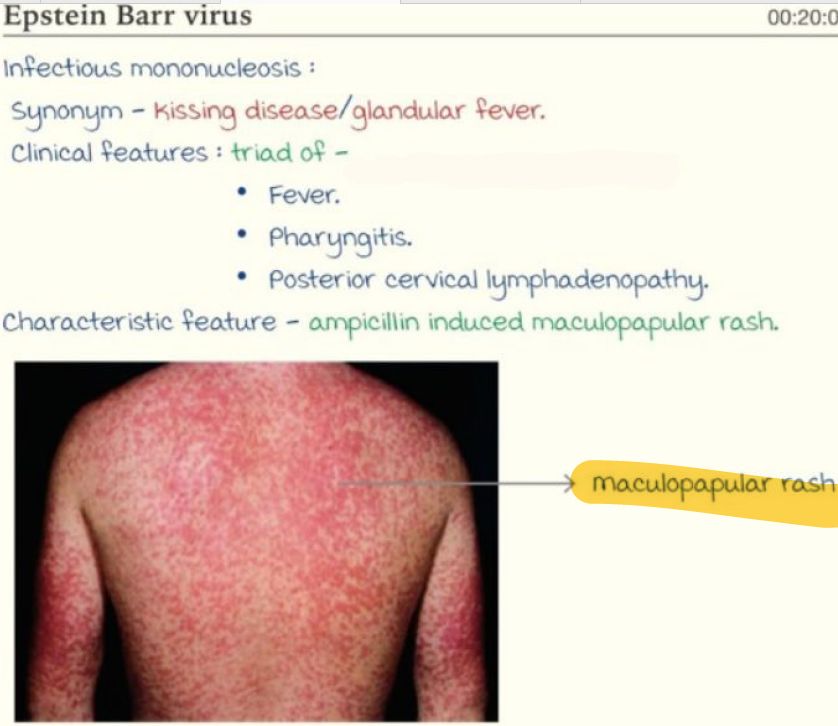 Epstein Barr virus
00:20:0
Infectious mononucleosis :
Synonym - kissing disease/glandular fever.
Clinical features : triad of -
• Fever.
• Pharyngitis.
• Posterior cervical lymphadenopathy.
Characteristic feature - ampicillin induced maculopapular rash.
maculopapular rash